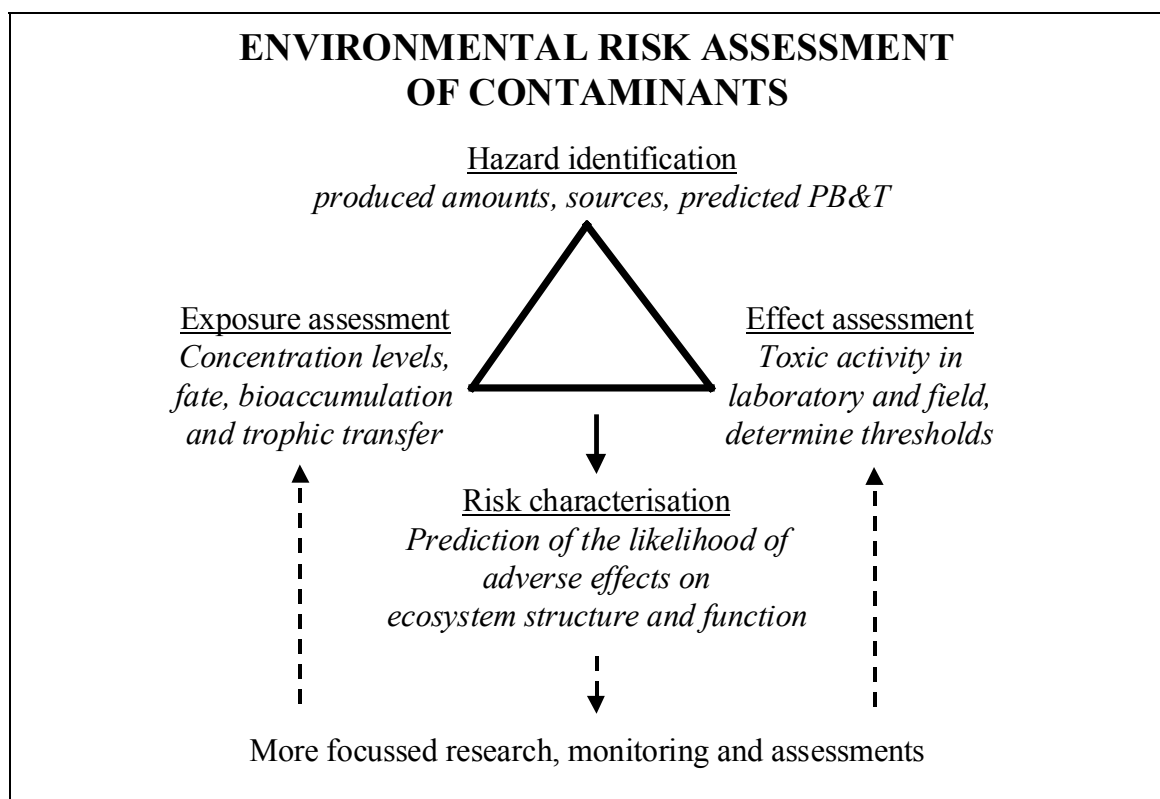 ENVIRONMENTAL RISK ASSESSMENT
OF CONTAMINANTS
Hazard identification
produced amounts, sources, predicted PB&T
Exposure assessment
Concentration levels,
fate, bioaccumulation
and trophic transfer
Effect assessment
Toxic activity in
laboratory and field,
determine thresholds
Risk characterisation
Prediction of the likelihood of
adverse effects on
ecosystem structure and function
More focussed research, monitoring and assessments